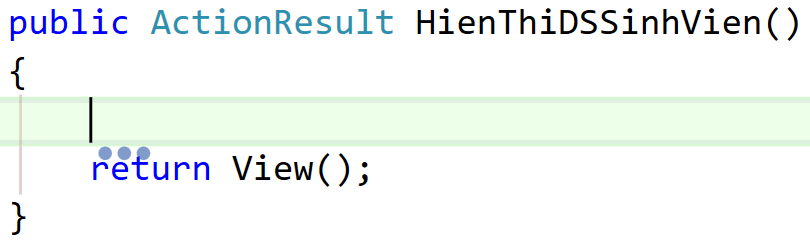 public ActionResult HienThiDSSinhVien()
{
return View();
}